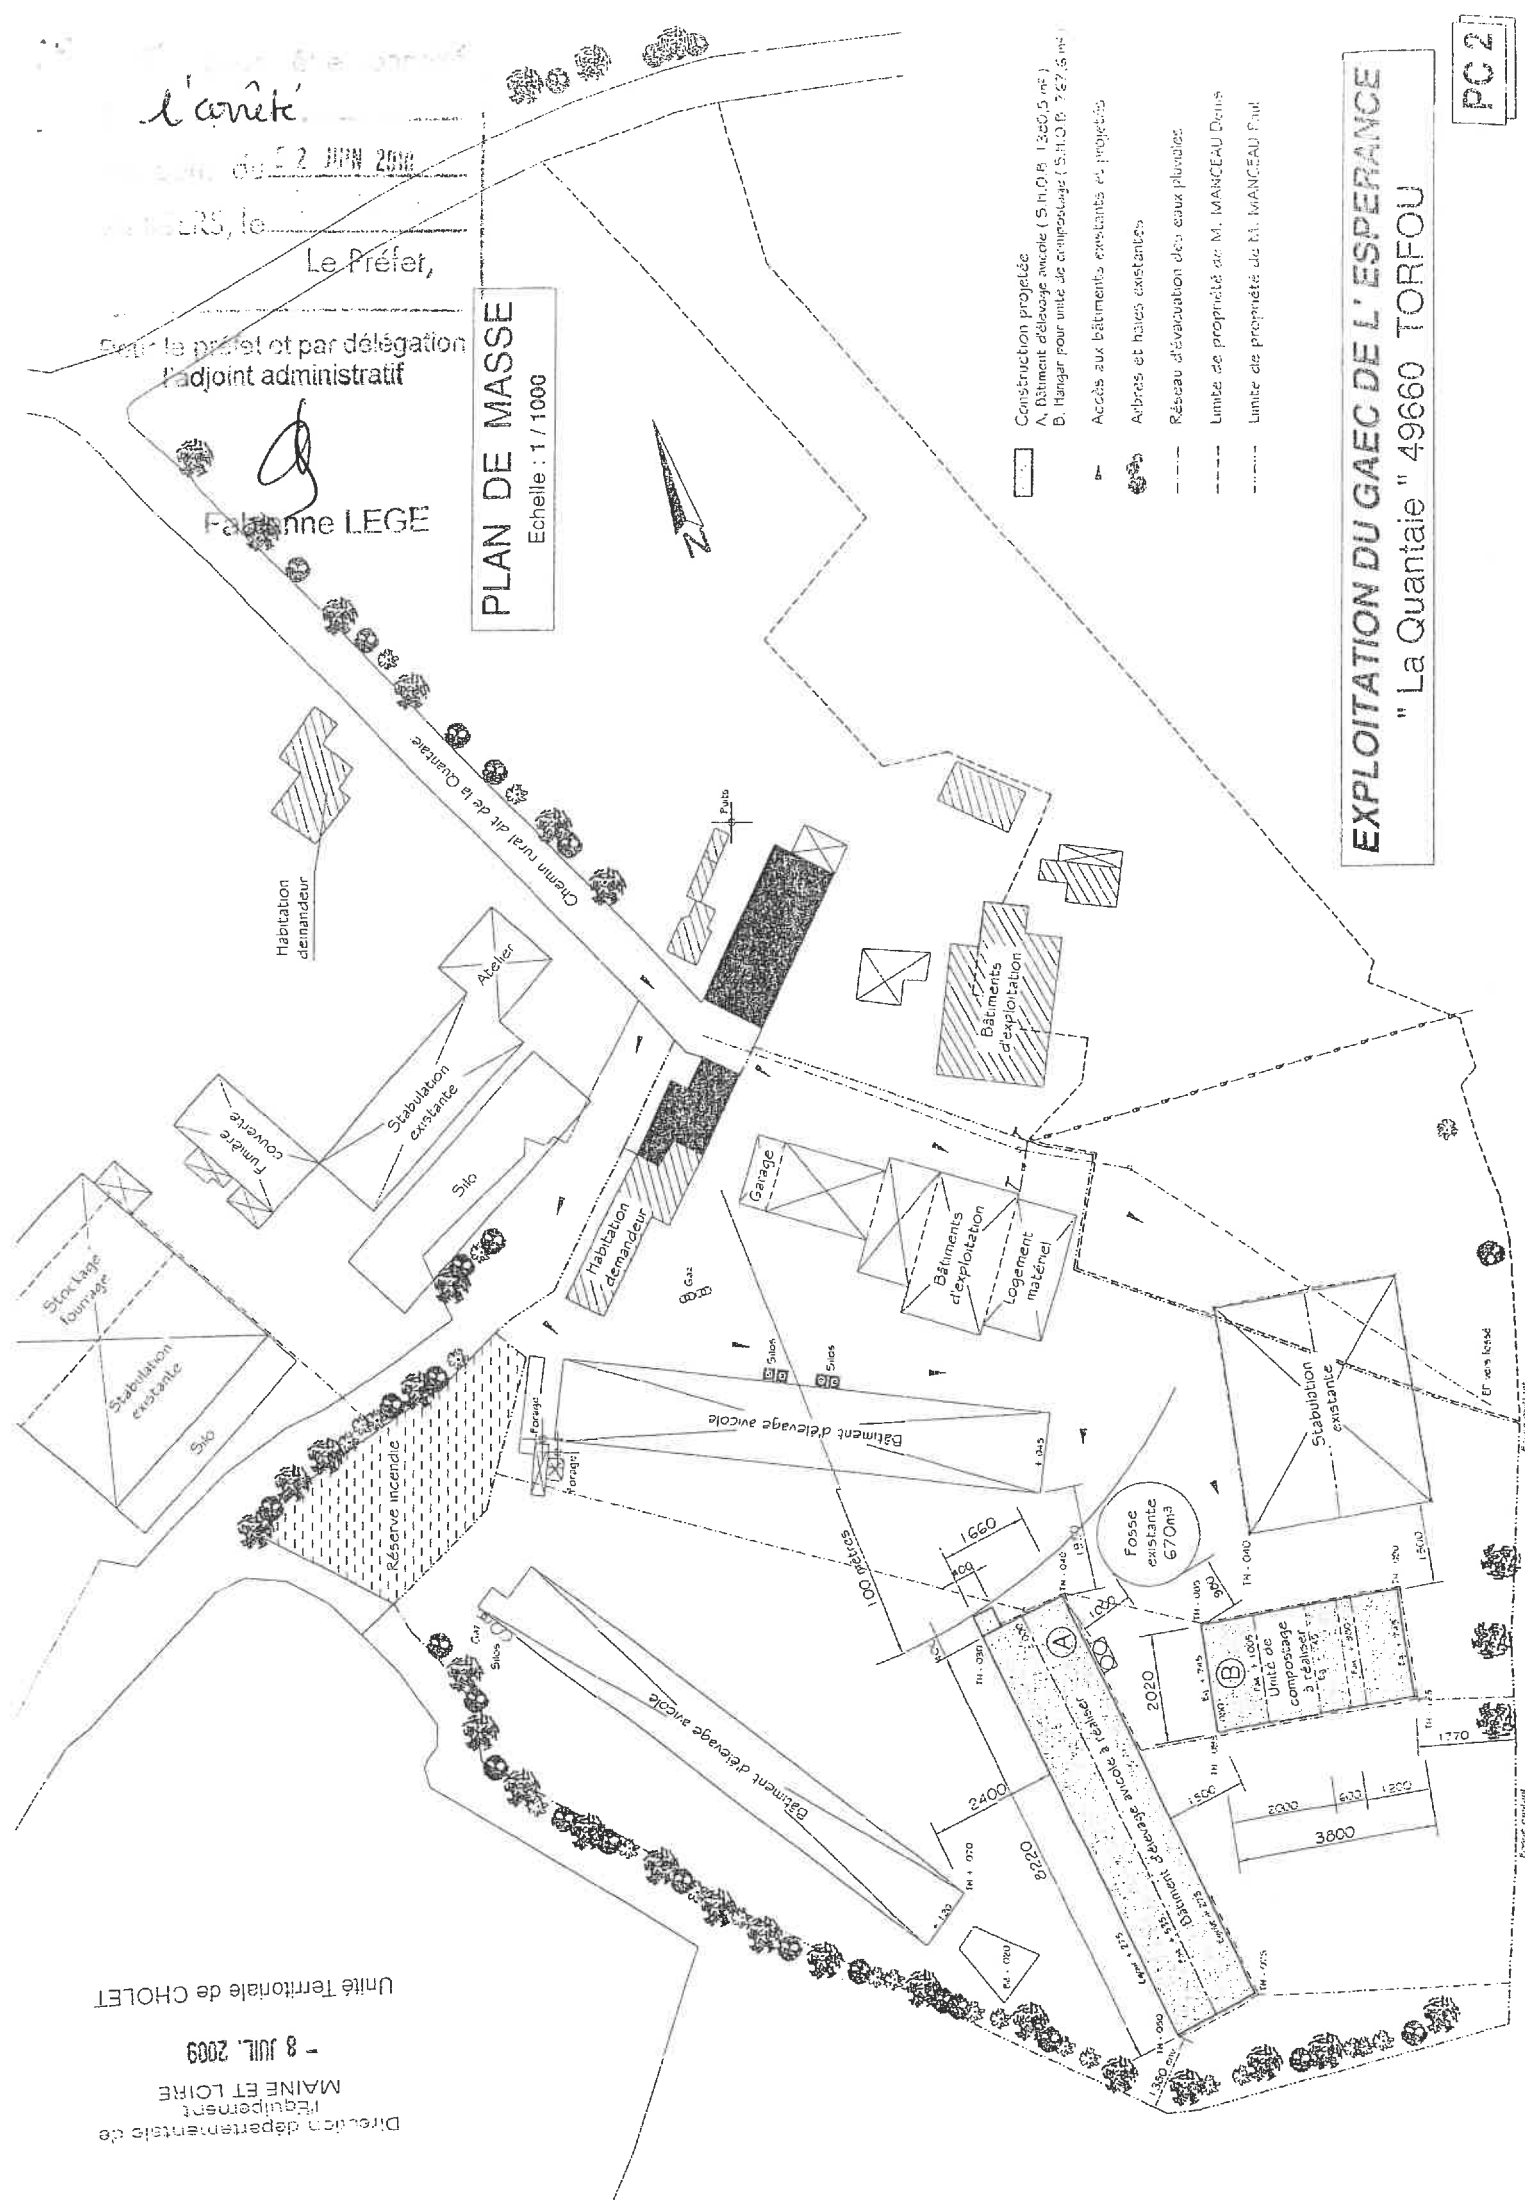 l'arrêté
2 JUIN 2010
Le Préfet,
Pour le préfet et par délégation
l'adjoint administratif
Fabienne LEGE
PLAN DE MASSE
Echelle : 1 / 1000
N
Construction projetée
A, Bâtiment d'élevage avicole
B. Hangar pour unité de compostage
Accès aux bâtiments existants et projetés
Arbres et haies existantes
Réseau d'évacuation des eaux pluviales
Limite de propriété de M. MANCEAU Denis
Limite de propriété de M. MANCEAU Paul
EXPLOITATION DU GAEC DE L' ESPERANCE
" La Quantaie " 49660 TORFOU
PC 2
Habitation
demandeur
Chemin rural dit de la Quantaie
Puits
Atelier
Stabulation
existante
Fumière
couverte
Silo
Stockage
fourrage
Stabulation
existante
Silo
Habitation
demandeur
Gaz
Garage
Bâtiments
d'exploitation
Logement
matériel
Bâtiments
d'exploitation
Réserve incendie
Forage
Forage
Silos
Silos
Bâtiment d'élevage avicole
100 mètres
Fosse
existante
670m3
Stabulation
existante
Gaz
Silos
Bâtiment d'élevage avicole
1660
400
A
Bâtiment d'élevage avicole à réaliser
2400
8220
B
Unité de
compostage
à réaliser
2020
900
1500
1500
2000
600
1200
3800
1770
Unité Territoriale de CHOLET
- 8 JUIL. 2009
Direction départementale de
l'Équipement
MAINE ET LOIRE